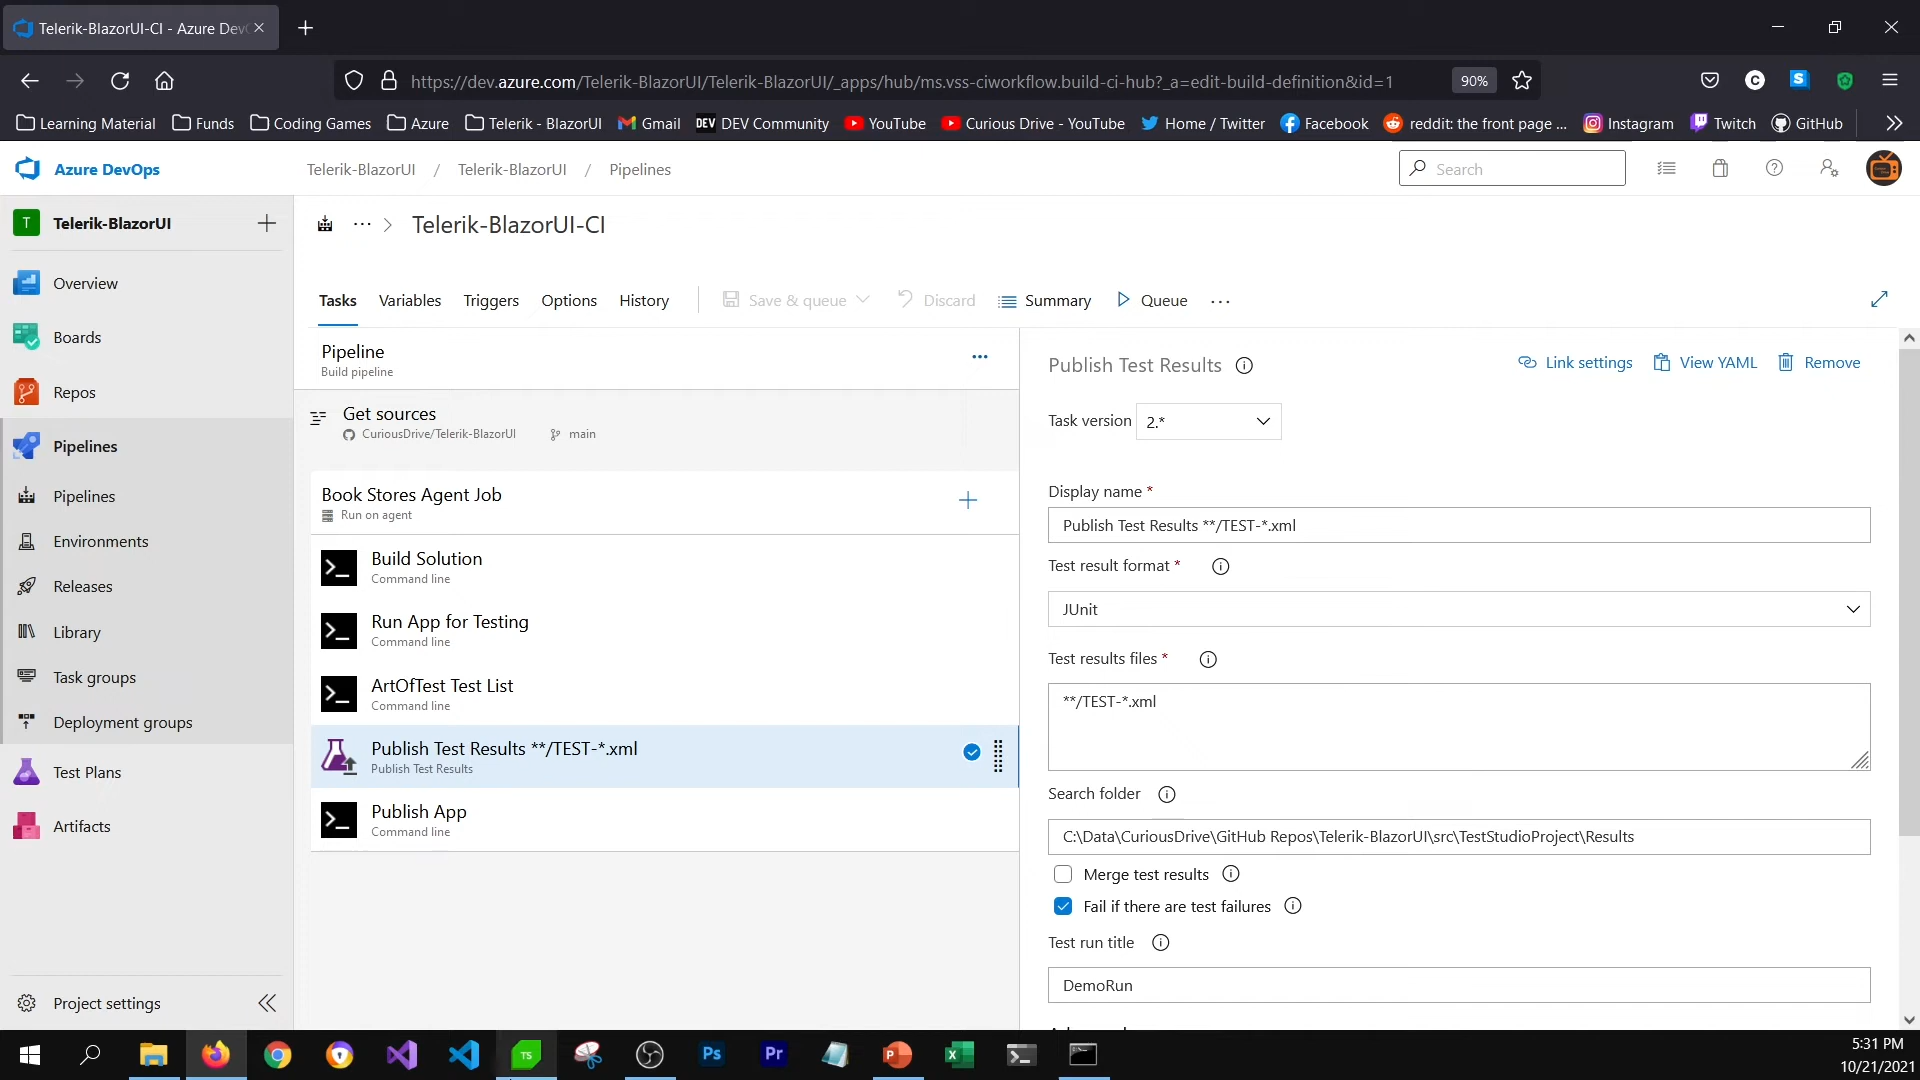 Telerik-BlazorUI-CI - Azure Dev
https://dev.azure.com/Telerik-BlazorUI/Telerik-BlazorUI/_apps/hub/ms.vss-ciworkflow.build-ci-hub?_a=edit-build-definition&id=1
90%
Learning Material
Funds
Coding Games
Azure
Telerik - BlazorUI
Gmail
DEV DEV Community
YouTube
Curious Drive - YouTube
Home / Twitter
Facebook
reddit: the front page ...
Instagram
Twitch
GitHub
Azure DevOps
Telerik-BlazorUI / Telerik-BlazorUI / Pipelines
Search
T Telerik-BlazorUI
Overview
Boards
Repos
Pipelines
Pipelines
Environments
Releases
Library
Task groups
Deployment groups
Test Plans
Artifacts
Project settings
Telerik-BlazorUI-CI
Tasks
Variables
Triggers
Options
History
Save & queue
Discard
Summary
Queue
Pipeline
Build pipeline
Get sources
CuriousDrive/Telerik-BlazorUI
main
Book Stores Agent Job
Run on agent
Build Solution
Command line
Run App for Testing
Command line
ArtOfTest Test List
Command line
Publish Test Results **/TEST-*.xml
Publish Test Results
Publish App
Command line
Publish Test Results
Link settings
View YAML
Remove
Task version 2.*
Display name *
Publish Test Results **/TEST-*.xml
Test result format *
JUnit
Test results files *
**/TEST-*.xml
Search folder
C:\Data\CuriousDrive\GitHub Repos\Telerik-BlazorUI\src\TestStudioProject\Results
Merge test results
Fail if there are test failures
Test run title
DemoRun
TS
Ps
Pr
5:31 PM
10/21/2021